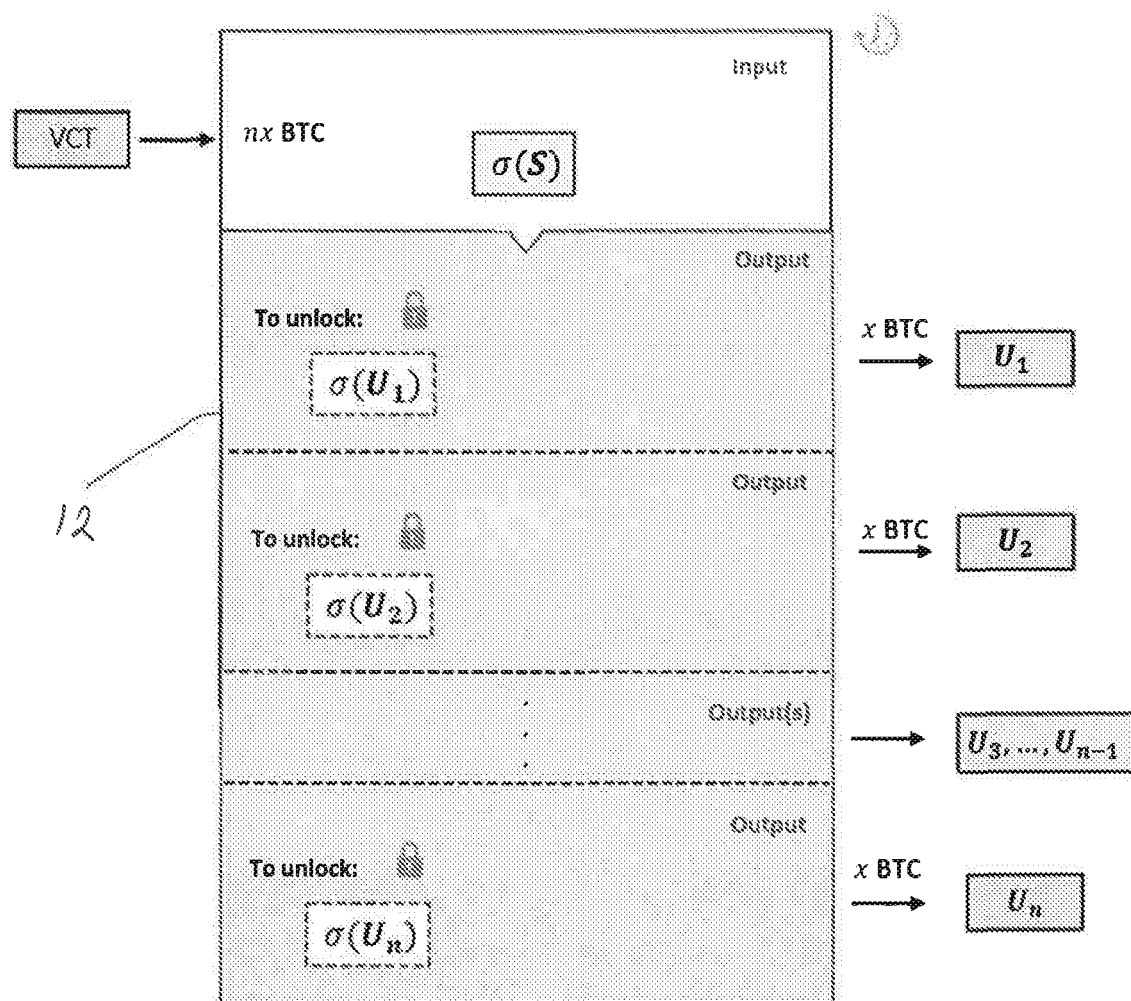 Input
VCT
nx BTC
σ(S)
Output
To unlock:
σ(U₁)
x BTC
U₁
12
Output
To unlock:
σ(U₂)
x BTC
U₂
Output(s)
⋮
U₃, ..., Uₙ₋₁
Output
To unlock:
σ(Uₙ)
x BTC
Uₙ